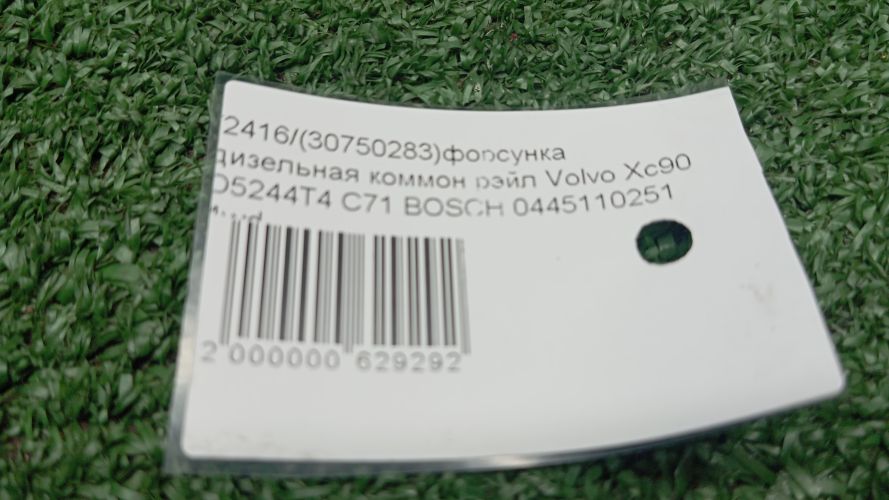 2416/(30750283)форсунка
дизельная коммон рэйл Volvo Xc90
D5244T4 C71 BOSCH 0445110251
2 000000 629292